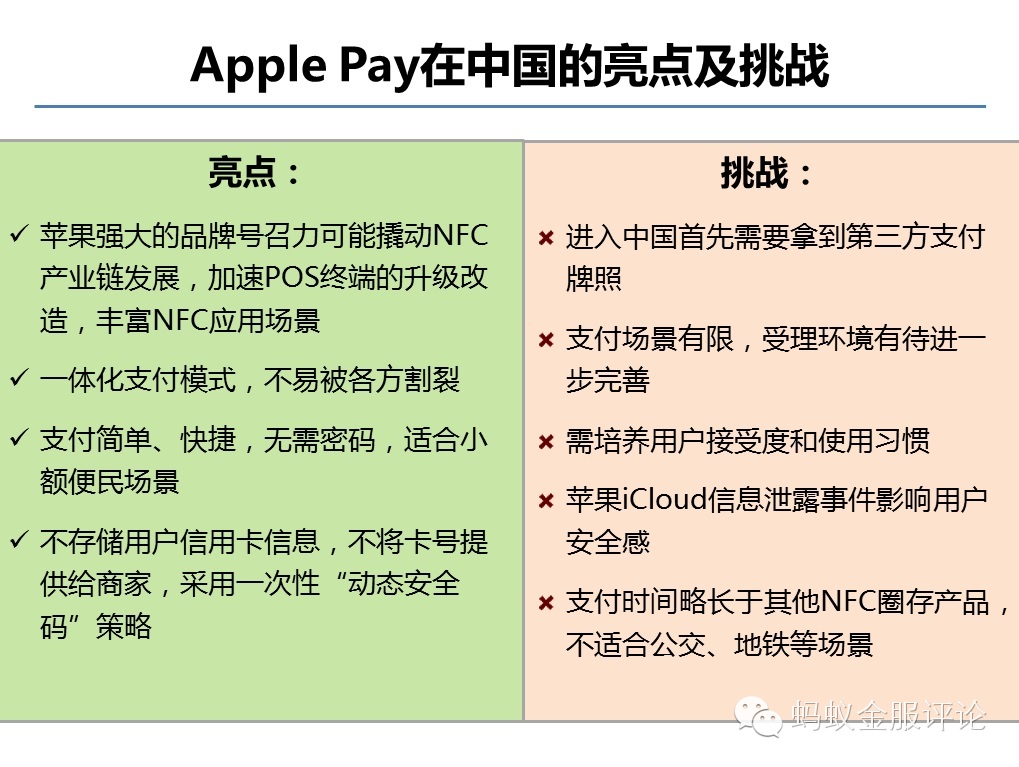 Apple Pay在中国的亮点及挑战
亮点：
✓ 苹果强大的品牌号召力可能撬动NFC
产业链发展，加速POS终端的升级改
造，丰富NFC应用场景
✓ 一体化支付模式，不易被各方割裂
✓ 支付简单、快捷，无需密码，适合小
额便民场景
✓ 不存储用户信用卡信息，不将卡号提
供给商家，采用一次性“动态安全
码”策略
挑战：
× 进入中国首先需要拿到第三方支付
牌照
× 支付场景有限，受理环境有待进一
步完善
× 需培养用户接受度和使用习惯
× 苹果iCloud信息泄露事件影响用户
安全感
× 支付时间略长于其他NFC圈存产品，
不适合公交、地铁等场景
蚂蚁金服评论